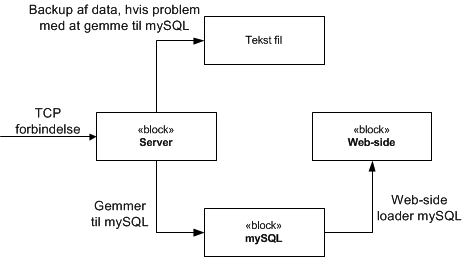 Backup af data, hvis problem
med at gemme til mySQL
Tekst fil
TCP
forbindelse
«block»
Server
«block»
Web-side
Gemmer
til mySQL
«block»
mySQL
Web-side
loader mySQL